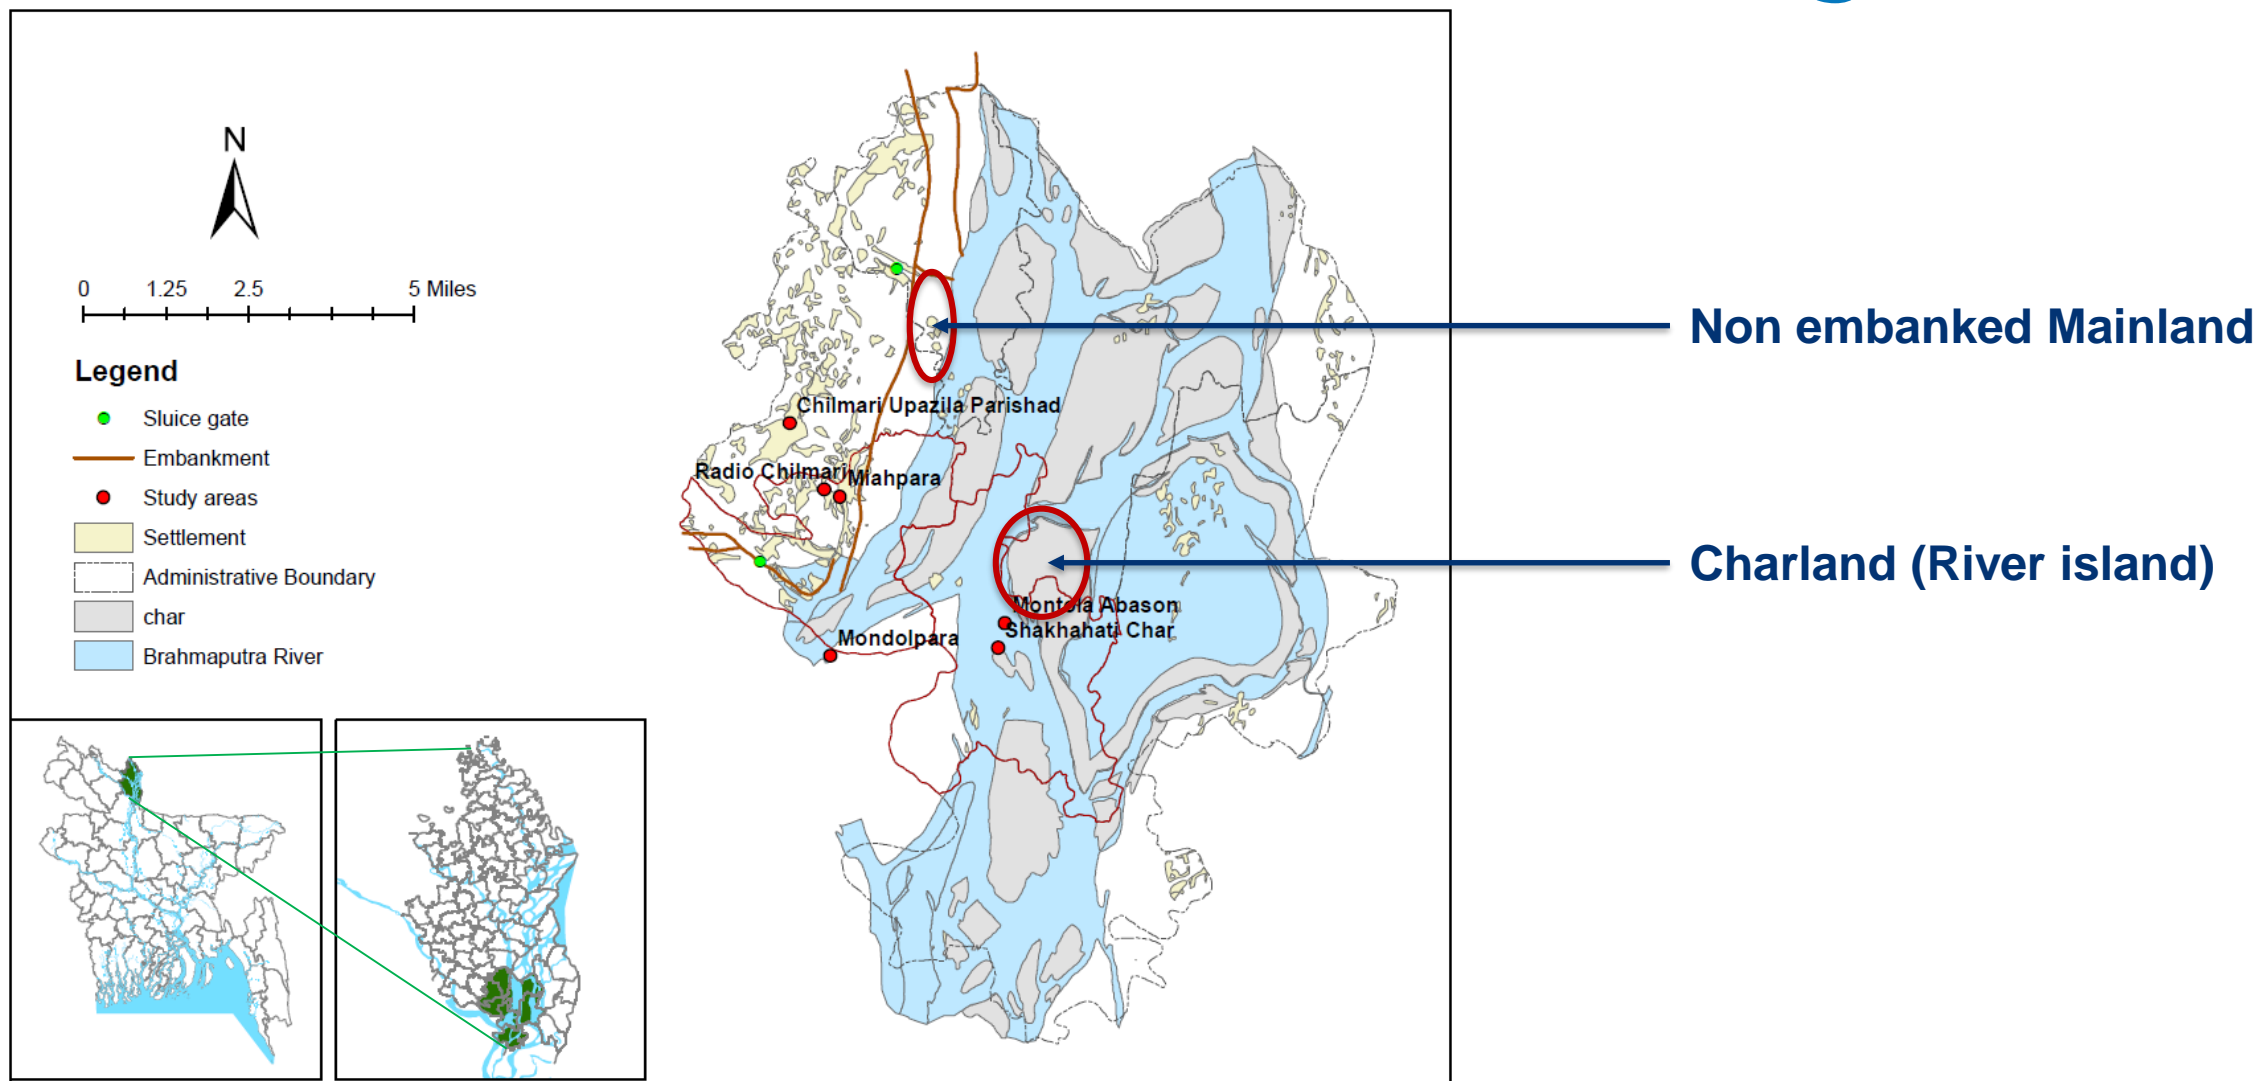 N
0 1.25 2.5 5 Miles
Legend
Sluice gate
Embankment
Study areas
Settlement
Administrative Boundary
char
Brahmaputra River
Chilmari Upazila Parishad
Radio Chilmari
Miahpara
Montola Abason
Shakhahati Char
Mondolpara
Non embanked Mainland
Charland (River island)